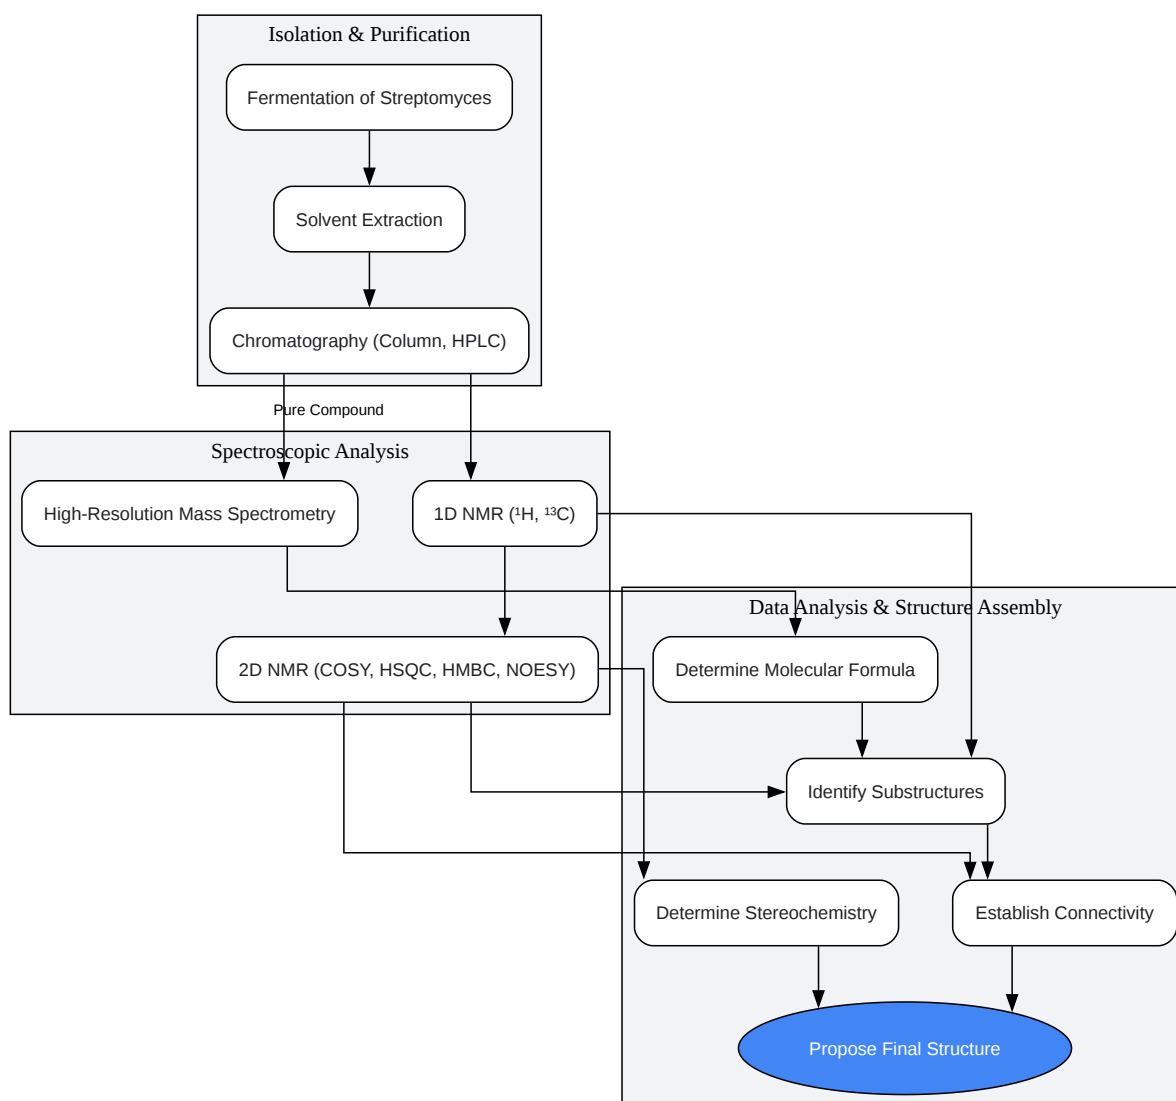 Isolation & Purification
Fermentation of Streptomyces
Solvent Extraction
Chromatography (Column, HPLC)
Pure Compound
Spectroscopic Analysis
High-Resolution Mass Spectrometry
1D NMR (¹H, ¹³C)
Data Analysis & Structure Assembly
2D NMR (COSY, HSQC, HMBC, NOESY)
Determine Molecular Formula
Identify Substructures
Determine Stereochemistry
Establish Connectivity
Propose Final Structure